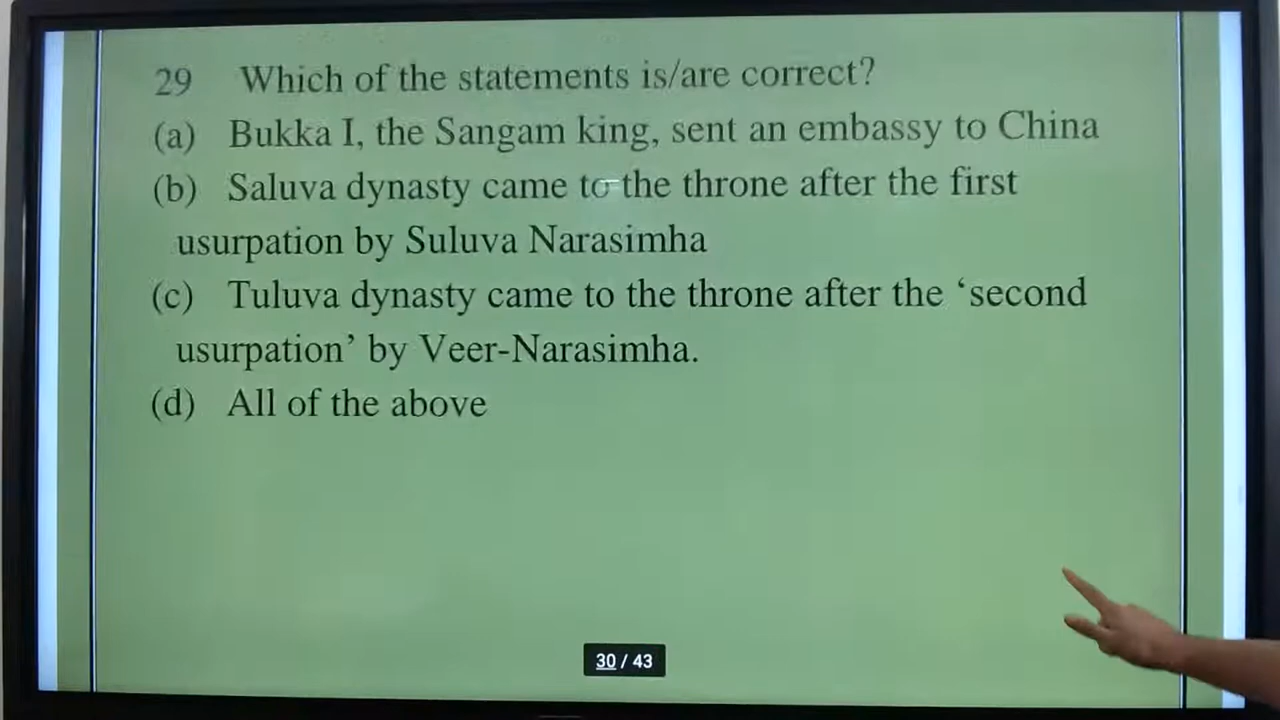 29 Which of the statements is/are correct?
(a) Bukka I, the Sangam king, sent an embassy to China
(b) Saluva dynasty came to the throne after the first
usurpation by Suluva Narasimha
(c) Tuluva dynasty came to the throne after the ‘second
usurpation’ by Veer-Narasimha.
(d) All of the above
30 / 43